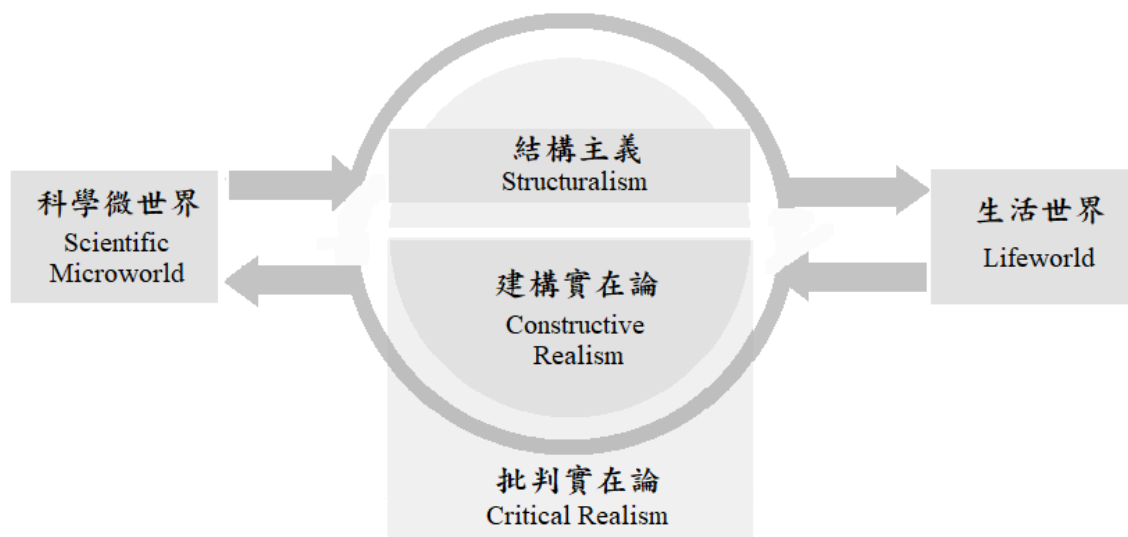 科學微世界
Scientific
Microworld
結構主義
Structuralism
建構實在論
Constructive
Realism
批判實在論
Critical Realism
生活世界
Lifeworld